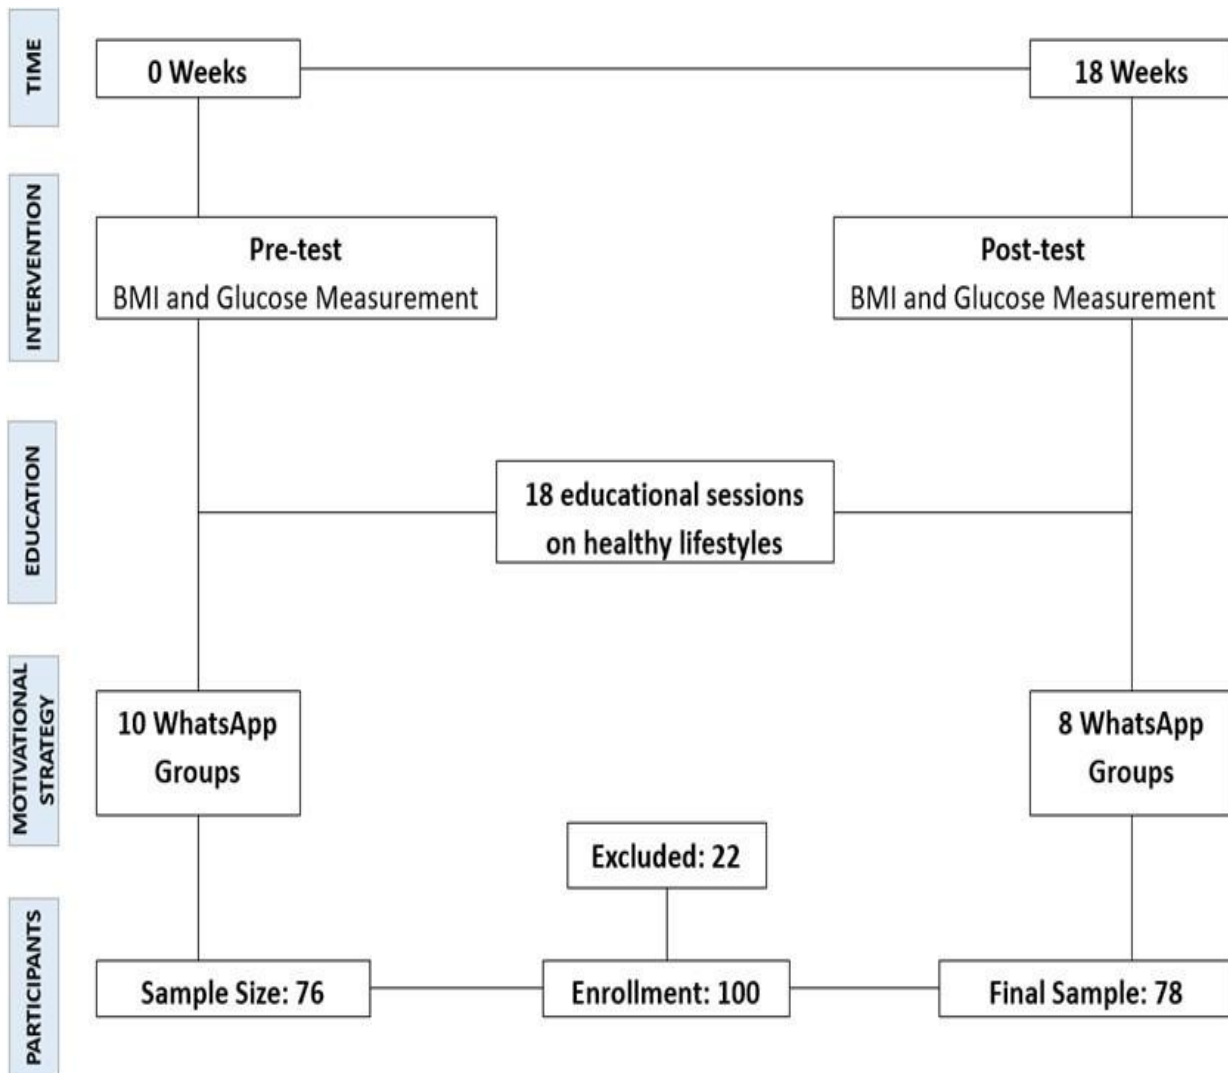 TIME
0 Weeks
18 Weeks
INTERVENTION
Pre-test
BMI and Glucose Measurement
Post-test
BMI and Glucose Measurement
EDUCATION
18 educational sessions
on healthy lifestyles
MOTIVATIONAL
STRATEGY
10 WhatsApp
Groups
8 WhatsApp
Groups
Excluded: 22
PARTICIPANTS
Sample Size: 76
Enrollment: 100
Final Sample: 78